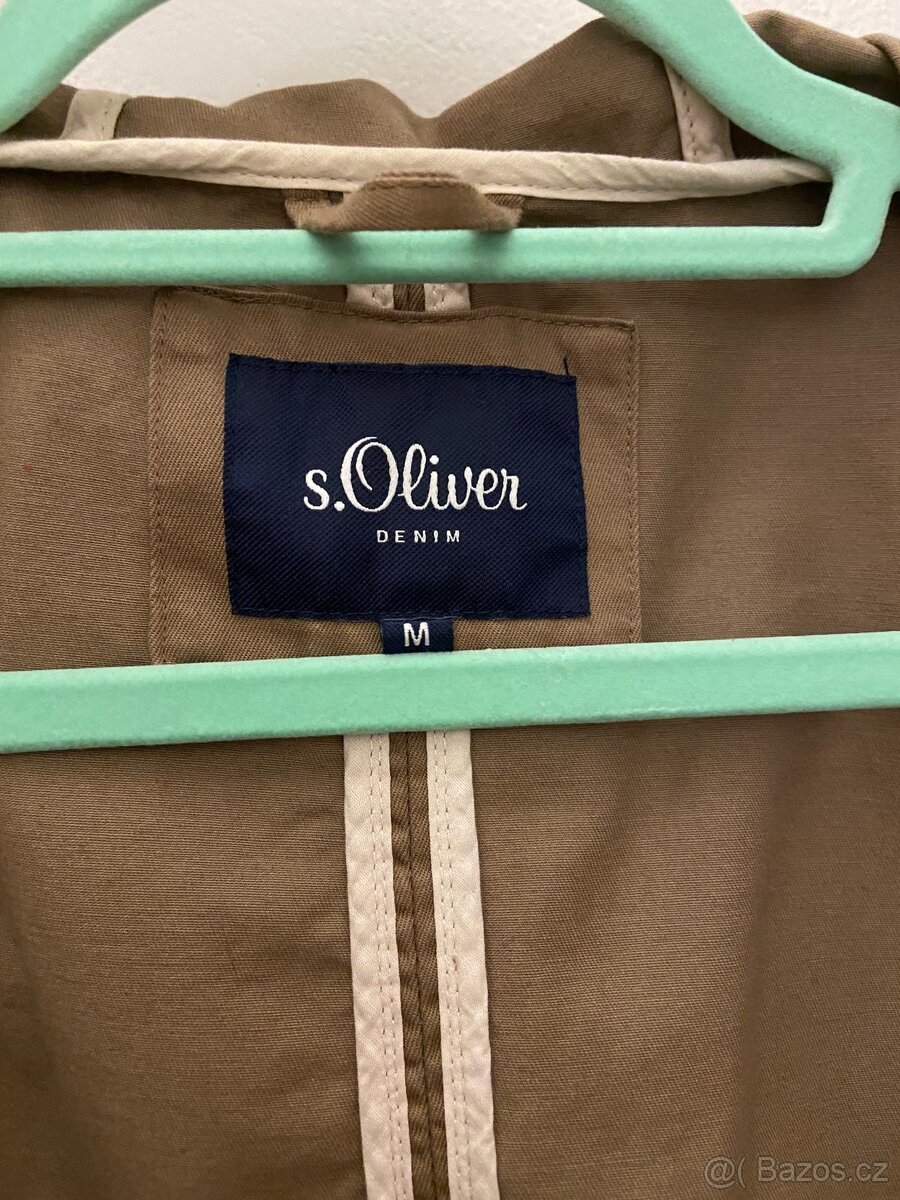 s.Oliver
DENIM
M
@( Bazos.cz